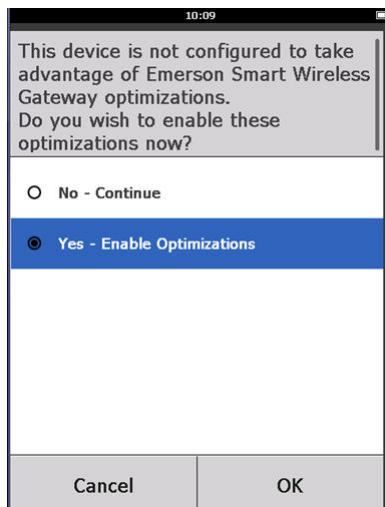 10:09
This device is not configured to take
advantage of Emerson Smart Wireless
Gateway optimizations.
Do you wish to enable these
optimizations now?
No - Continue
Yes - Enable Optimizations
Cancel OK